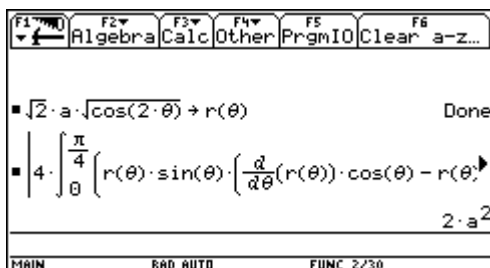 F1 F2 F3 F4 F5 F6
Algebra Calc Other PrgmIO Clear a-z…
▪ √2·a·√cos(2·θ) → r(θ) Done
▪ |4·∫₀^(π/4) (r(θ)·sin(θ)·(d/dθ(r(θ))·cos(θ) – r(θ)▶
2·a²
MAIN RAD AUTO FUNC 2/30